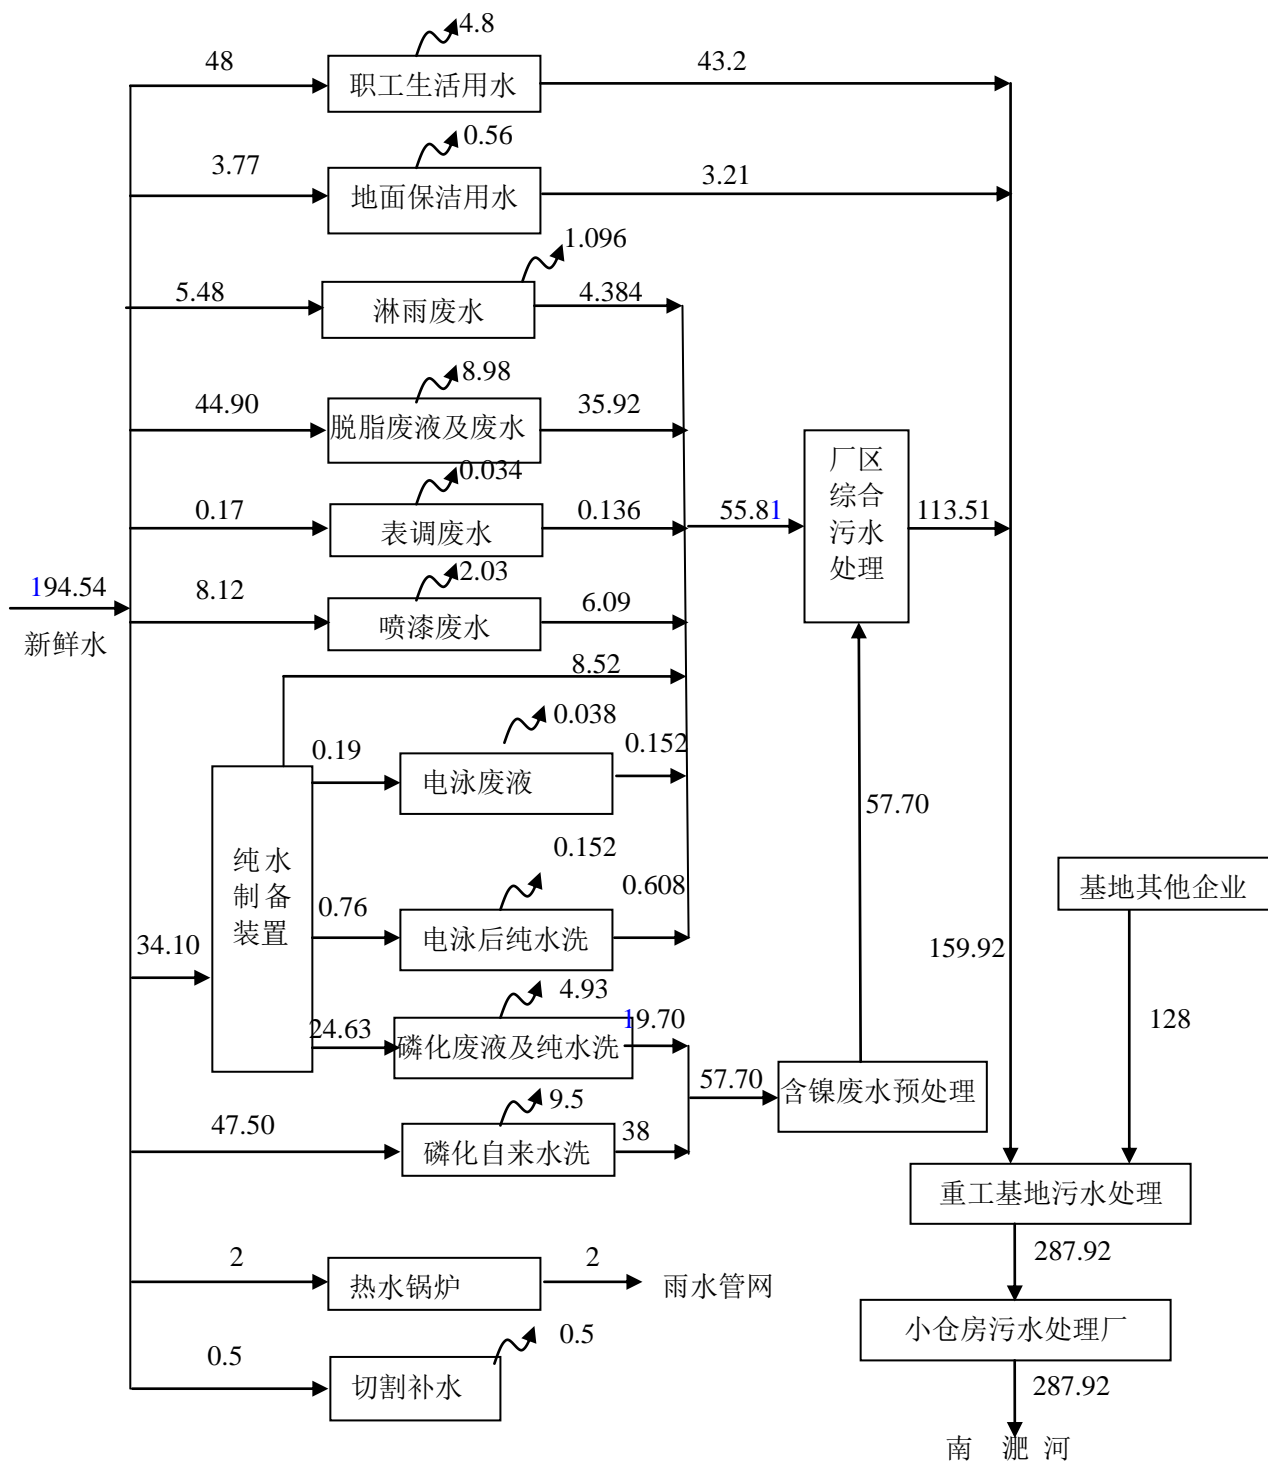 4.8
48
职工生活用水
43.2
0.56
3.77
地面保洁用水
3.21
1.096
5.48
淋雨废水
4.384
8.98
44.90
脱脂废液及废水
35.92
0.034
0.17
表调废水
0.136
55.81
厂区
综合
污水
处理
113.51
194.54
新鲜水
2.03
8.12
喷漆废水
6.09
8.52
0.038
0.19
电泳废液
0.152
57.70
纯水
制备
装置
0.152
0.76
电泳后纯水洗
0.608
基地其他企业
34.10
159.92
4.93
24.63
磷化废液及纯水洗
19.70
128
57.70
含镍废水预处理
9.5
47.50
磷化自来水洗
38
重工基地污水处理
287.92
2
热水锅炉
2
雨水管网
小仓房污水处理厂
0.5
0.5
切割补水
287.92
南 淝 河